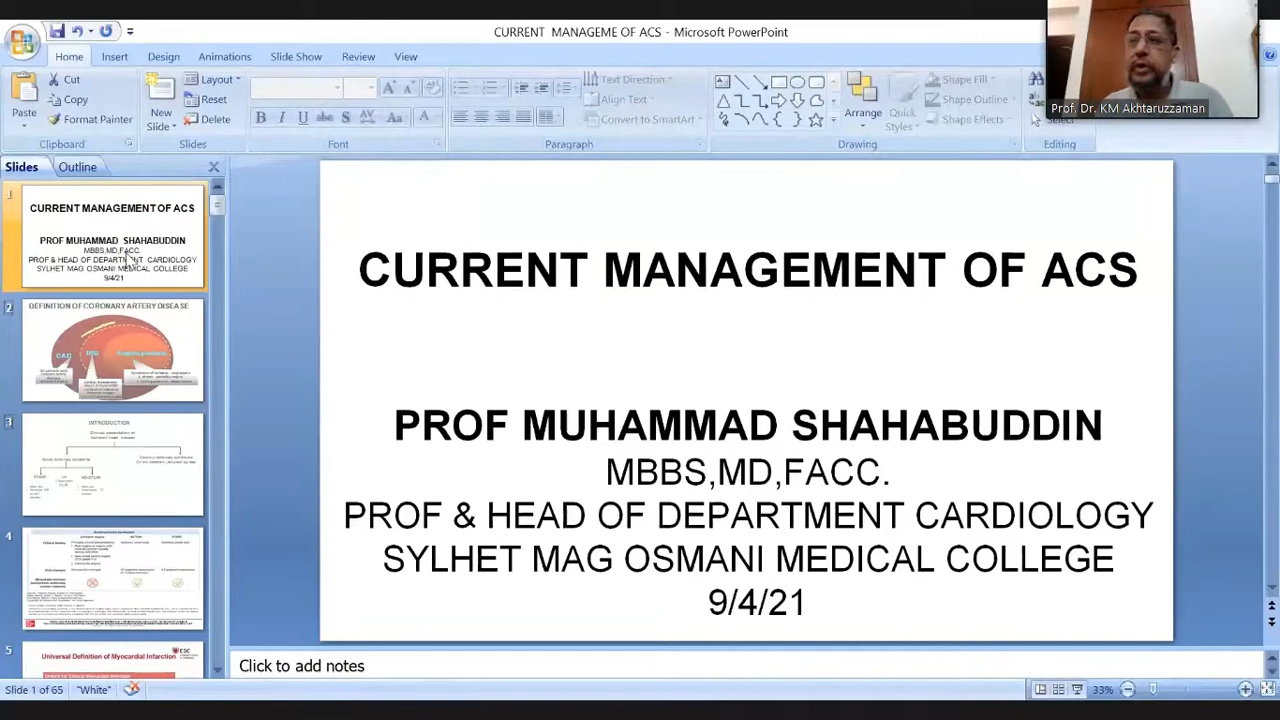 CURRENT MANAGEME OF ACS - Microsoft PowerPoint
Home Insert Design Animations Slide Show Review View
Paste
Cut
Copy
Format Painter
Clipboard
New Slide
Layout
Reset
Delete
Slides
Font
Text Direction
Align Text
Convert to SmartArt
Paragraph
Arrange
Quick Styles
Shape Fill
Shape Outline
Shape Effects
Drawing
Select
Editing
Prof. Dr. KM Akhtaruzzaman
Slides Outline
1
CURRENT MANAGEMENT OF ACS
PROF MUHAMMAD SHAHABUDDIN
MBBS,MD,FACC.
PROF & HEAD OF DEPARTMENT CARDIOLOGY
SYLHET MAG OSMANI MEDICAL COLLEGE
9/4/21
2
DEFINITION OF CORONARY ARTERY DISEASE
CAD
3
INTRODUCTION
4
5
Universal Definition of Myocardial Infarction
ESC
CURRENT MANAGEMENT OF ACS
PROF MUHAMMAD SHAHABUDDIN
MBBS,MD,FACC.
PROF & HEAD OF DEPARTMENT CARDIOLOGY
SYLHET MAG OSMANI MEDICAL COLLEGE
9/4/21
Click to add notes
Slide 1 of 65 "White" 33%